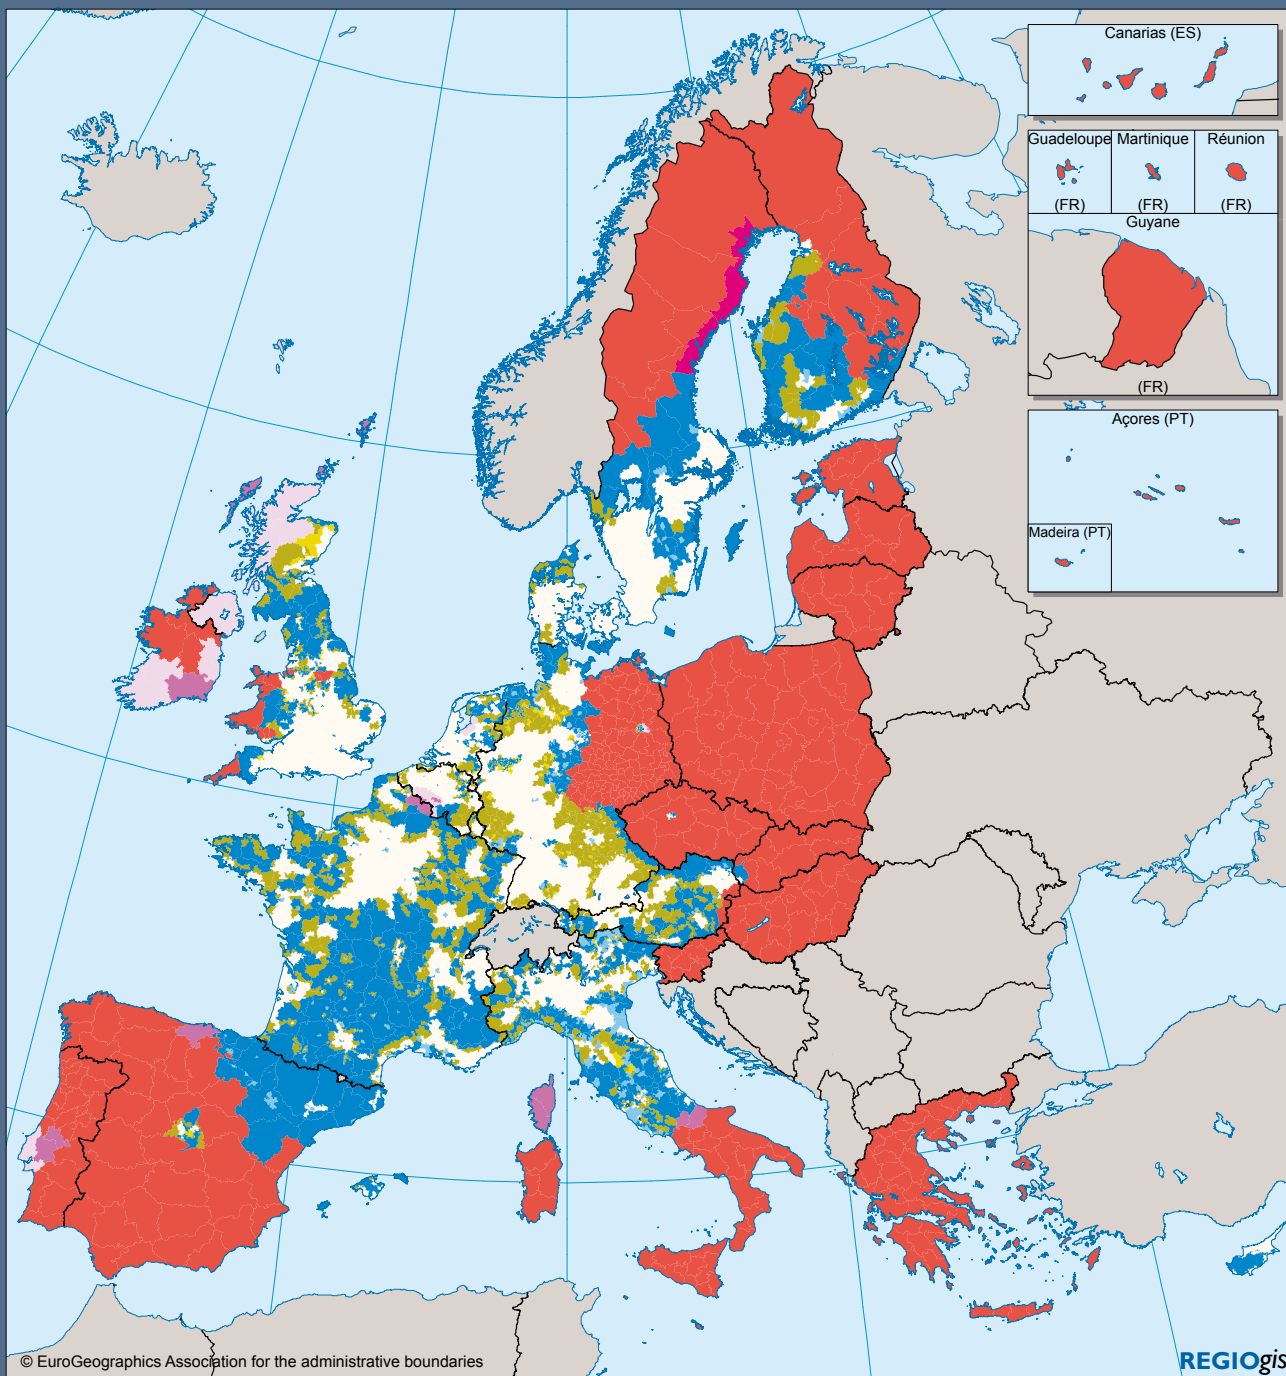 Canarias (ES)
Guadeloupe
Martinique
Réunion
(FR)
(FR)
(FR)
Guyane
(FR)
Açores (PT)
Madeira (PT)
© EuroGeographics Association for the administrative boundaries
REGIOgis